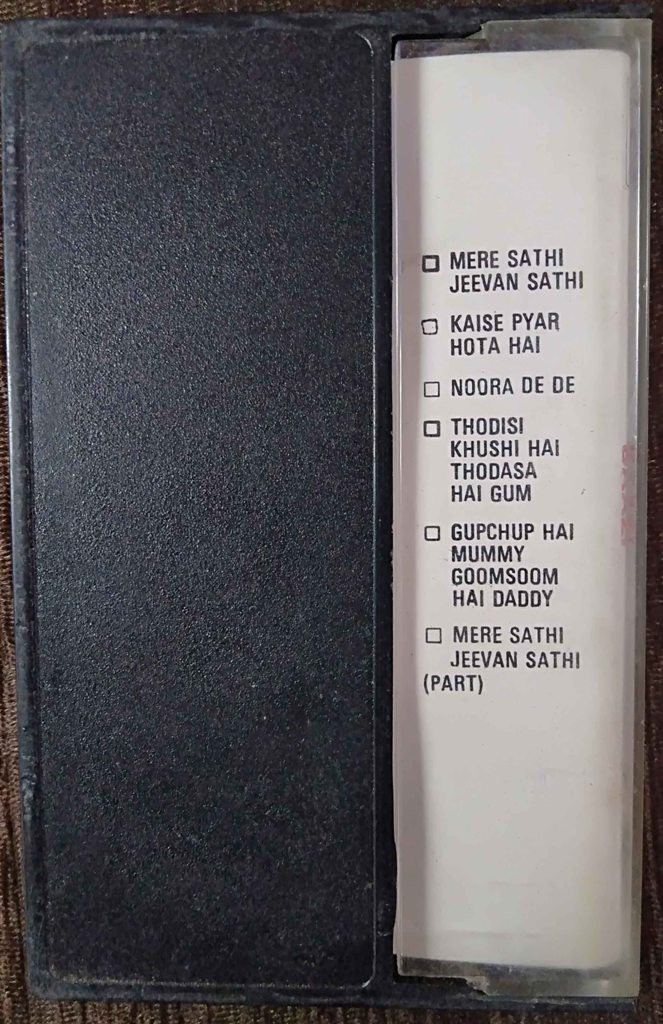 ☐ MERE SATHI
JEEVAN SATHI
☐ KAISE PYAR
HOTA HAI
☐ NOORA DE DE
☐ THODISI
KHUSHI HAI
THODASA
HAI GUM
☐ GUPCHUP HAI
MUMMY
GOOMSOOM
HAI DADDY
☐ MERE SATHI
JEEVAN SATHI
(PART)